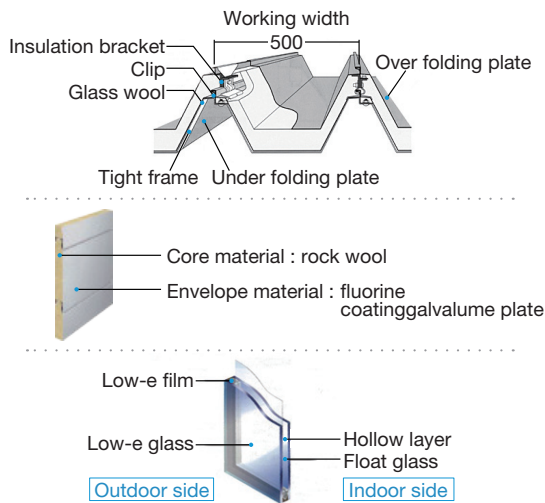 Working width
500
Insulation bracket
Clip
Glass wool
Over folding plate
Tight frame
Under folding plate
Core material : rock wool
Envelope material : fluorine
coatinggalvalume plate
Low-e film
Low-e glass
Hollow layer
Float glass
Outdoor side
Indoor side